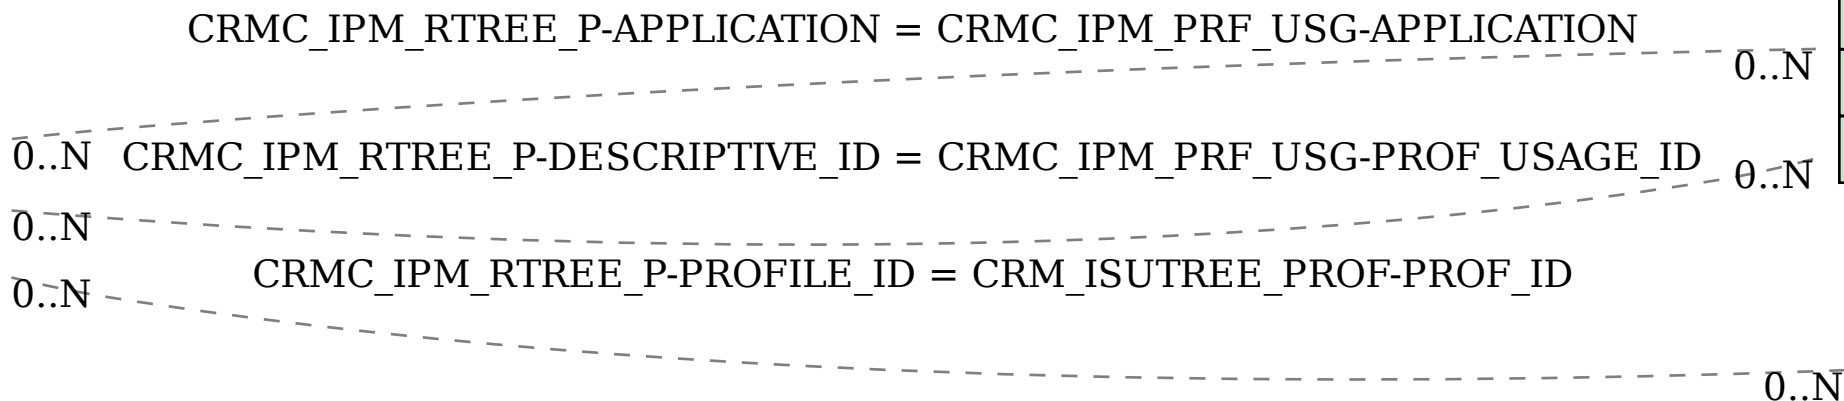 CRMC_IPM_RTREE_P-APPLICATION = CRMC_IPM_PRF_USG-APPLICATION
0..N
0..N
CRMC_IPM_RTREE_P-DESCRIPTIVE_ID = CRMC_IPM_PRF_USG-PROF_USAGE_ID
0..N
0..N
CRMC_IPM_RTREE_P-PROFILE_ID = CRM_ISUTREE_PROF-PROF_ID
0..N
0..N